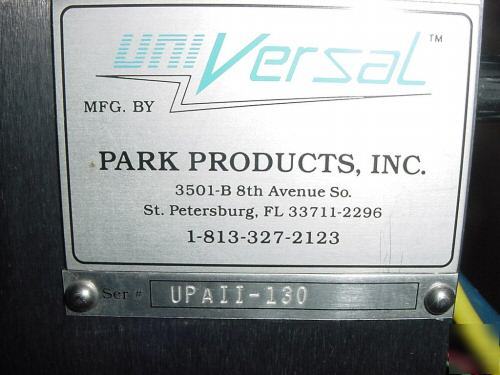 uniVersal™
MFG. BY
PARK PRODUCTS, INC.
3501-B 8th Avenue So.
St. Petersburg, FL 33711-2296
1-813-327-2123
Ser # UPAII-130